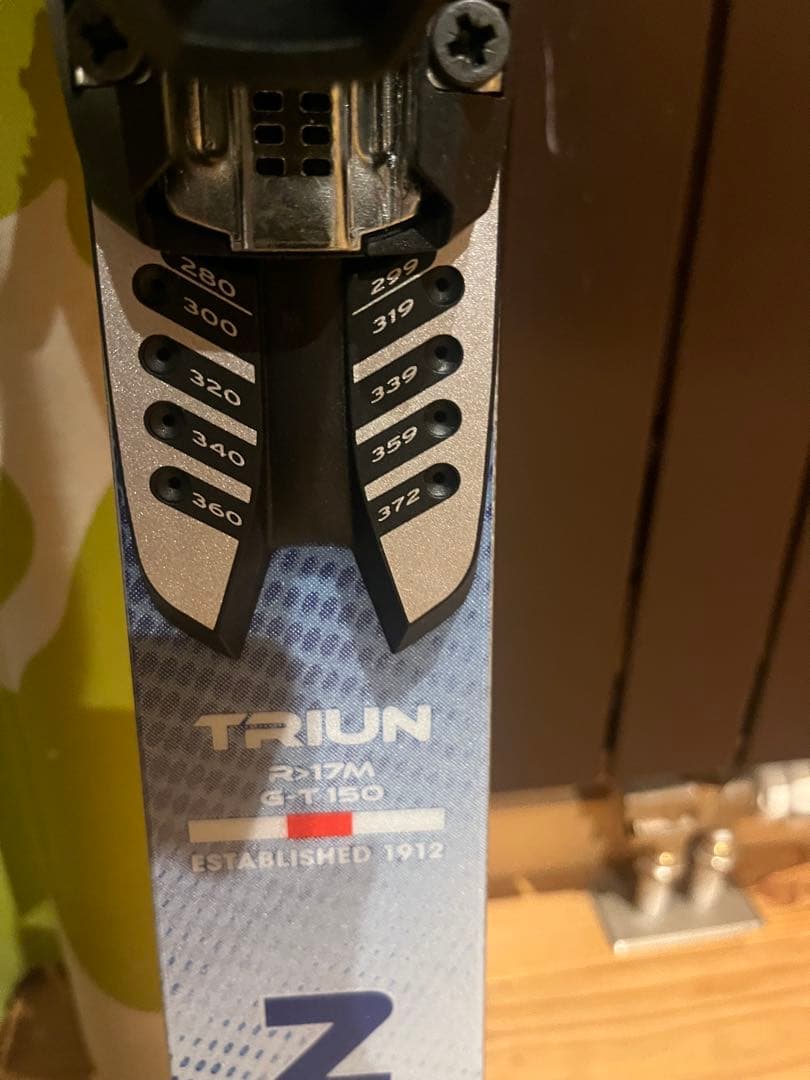 280 299
300 319
320 339
340 359
360 372
TRIUN
R>17M
G-T 150
ESTABLISHED 1912
Z